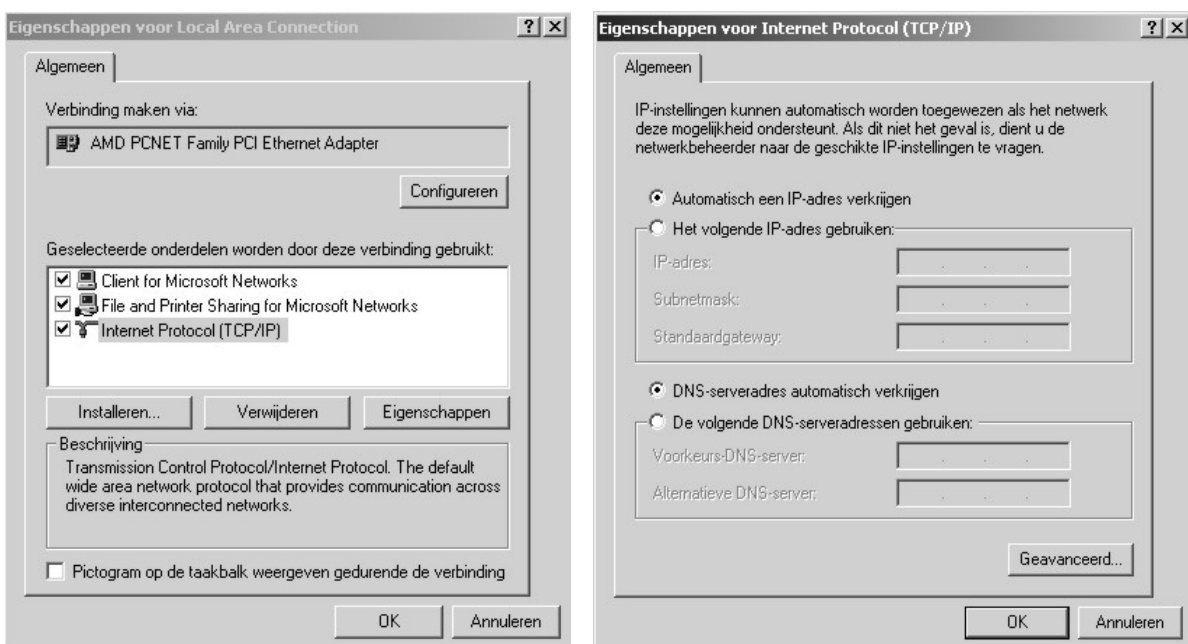 Eigenschappen voor Local Area Connection
Algemeen
Verbinding maken via:
AMD PCNET Family PCI Ethernet Adapter
Configureren
Geselecteerde onderdelen worden door deze verbinding gebruikt:
Client for Microsoft Networks
File and Printer Sharing for Microsoft Networks
Internet Protocol (TCP/IP)
Installeren...
Verwijderen
Eigenschappen
Beschrijving
Transmission Control Protocol/Internet Protocol. The default
wide area network protocol that provides communication across
diverse interconnected networks.
Pictogram op de taakbalk weergeven gedurende de verbinding
OK
Annuleren
Eigenschappen voor Internet Protocol (TCP/IP)
Algemeen
IP-instellingen kunnen automatisch worden toegewezen als het netwerk
deze mogelijkheid ondersteunt. Als dit niet het geval is, dient u de
netwerkbeheerder naar de geschikte IP-instellingen te vragen.
Automatisch een IP-adres verkrijgen
Het volgende IP-adres gebruiken:
IP-adres:
Subnetmask:
Standaardgateway:
DNS-serveradres automatisch verkrijgen
De volgende DNS-serveradressen gebruiken:
Voorkeurs-DNS-server:
Alternatieve DNS-server:
Geavanceerd...
OK
Annuleren